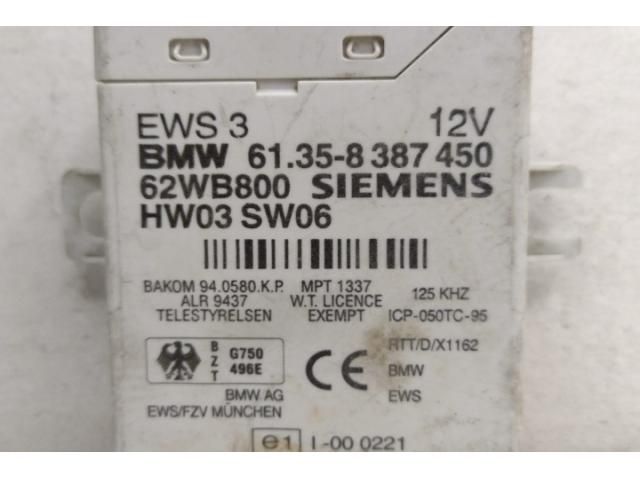 EWS 3 12V
BMW 61.35-8 387 450
62WB800 SIEMENS
HW03 SW06
BAKOM 94.0580.K.P. MPT 1337
ALR 9437 W.T. LICENCE 125 KHZ
TELESTYRELSEN EXEMPT ICP-050TC-95
BZT G750 496E CE RTT/D/X1162
BMW
BMW AG EWS
EWS/FZV MÜNCHEN
e1 I-00 0221